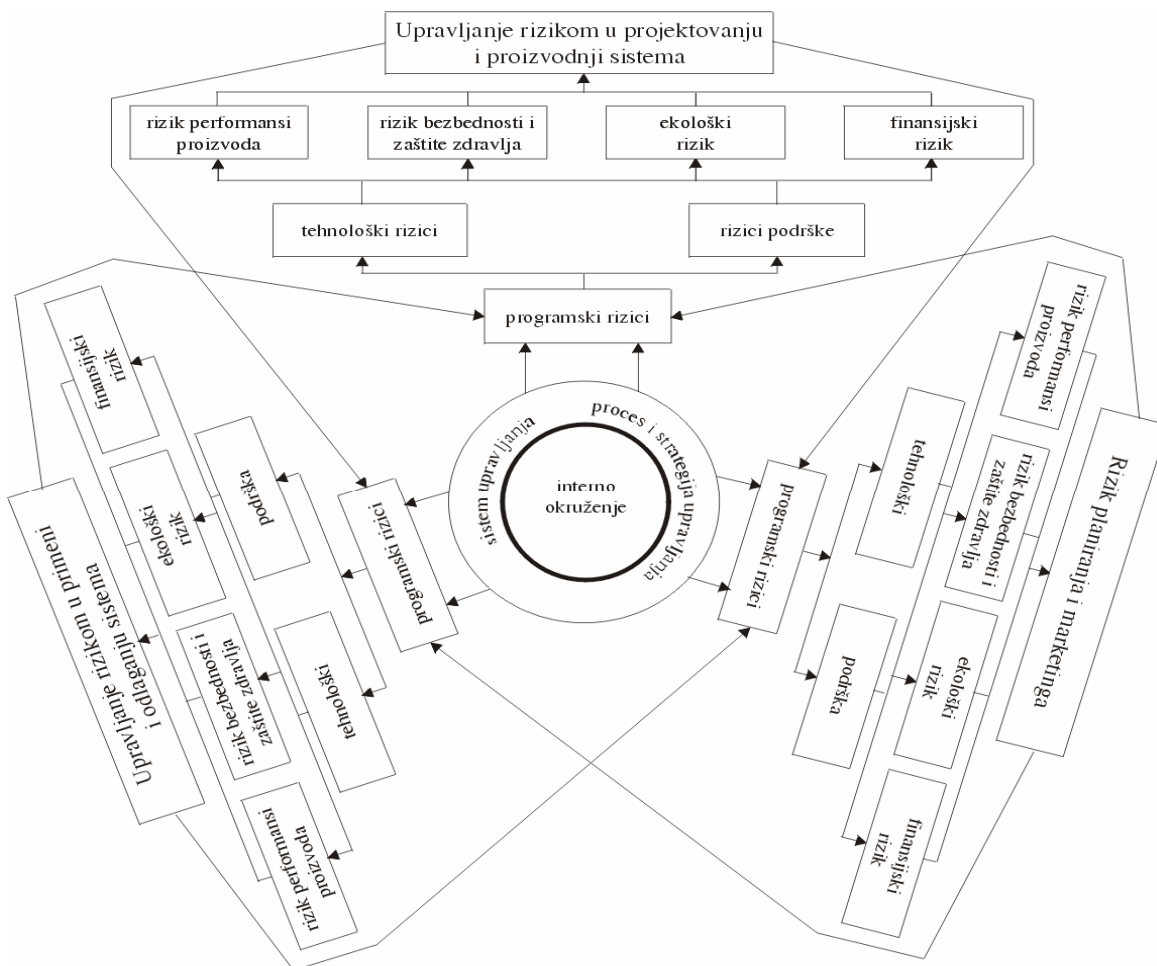 Upravljanje rizikom u projektovanju
i proizvodnji sistema
rizik performansi
proizvoda
rizik bezbednosti i
zaštite zdravlja
ekološki
rizik
finansijski
rizik
tehnološki rizici
rizici podrške
programski rizici
sistem upravljanja
proces i strategija upravljanja
interno
okruženje
programski rizici
podrška
tehnološki
finansijski
rizik
ekološki
rizik
rizik bezbednosti i
zaštite zdravlja
rizik performansi
proizvoda
Upravljanje rizikom u primeni
i odlaganju sistema
programski rizici
tehnološki
podrška
rizik performansi
proizvoda
rizik bezbednosti i
zaštite zdravlja
ekološki
rizik
finansijski
rizik
Rizik planiranja i marketinga